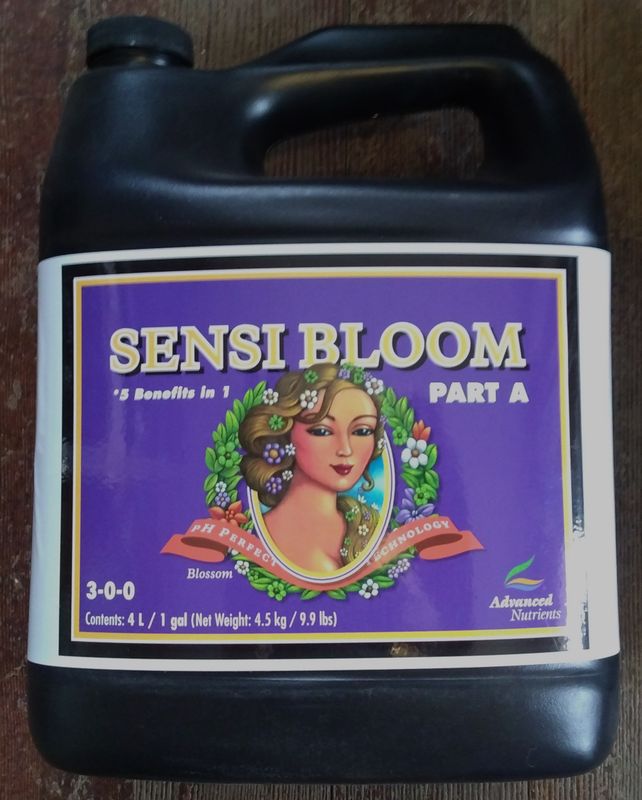 SENSI BLOOM
*5 Benefits in 1
PART A
pH PERFECT TECHNOLOGY
Blossom
3-0-0
Contents: 4 L / 1 gal (Net Weight: 4.5 kg / 9.9 lbs)
Advanced
Nutrients